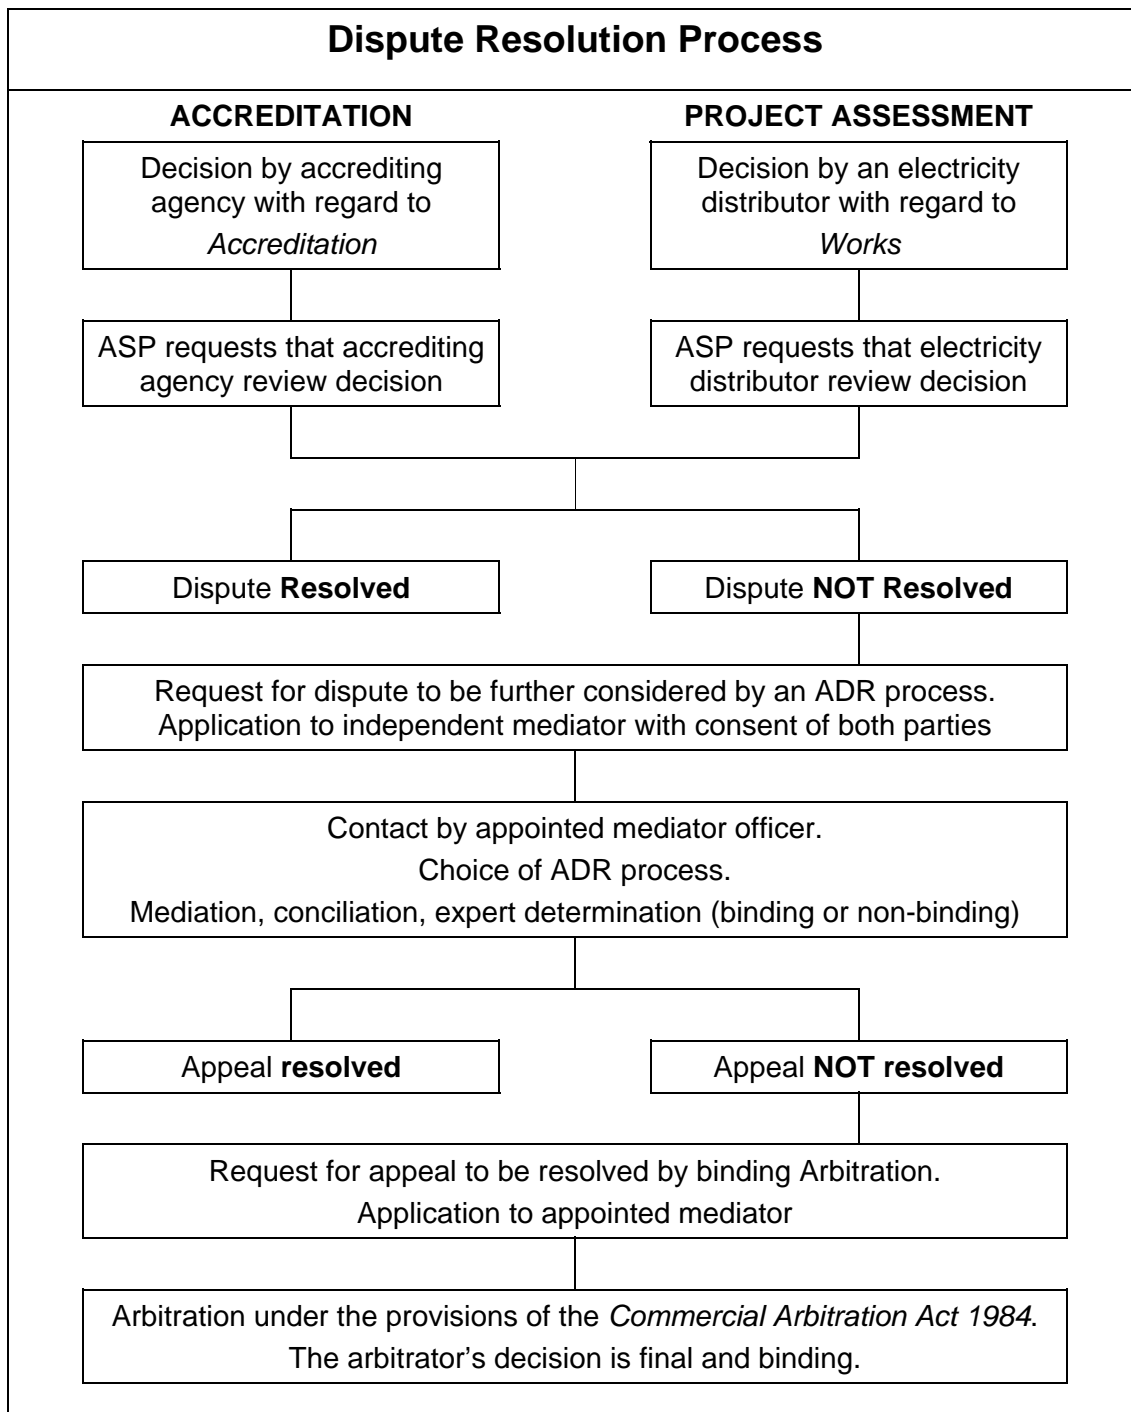 Dispute Resolution Process
ACCREDITATION
PROJECT ASSESSMENT
Decision by accrediting
agency with regard to
Accreditation
Decision by an electricity
distributor with regard to
Works
ASP requests that accrediting
agency review decision
ASP requests that electricity
distributor review decision
Dispute Resolved
Dispute NOT Resolved
Request for dispute to be further considered by an ADR process.
Application to independent mediator with consent of both parties
Contact by appointed mediator officer.
Choice of ADR process.
Mediation, conciliation, expert determination (binding or non-binding)
Appeal resolved
Appeal NOT resolved
Request for appeal to be resolved by binding Arbitration.
Application to appointed mediator
Arbitration under the provisions of the Commercial Arbitration Act 1984.
The arbitrator's decision is final and binding.